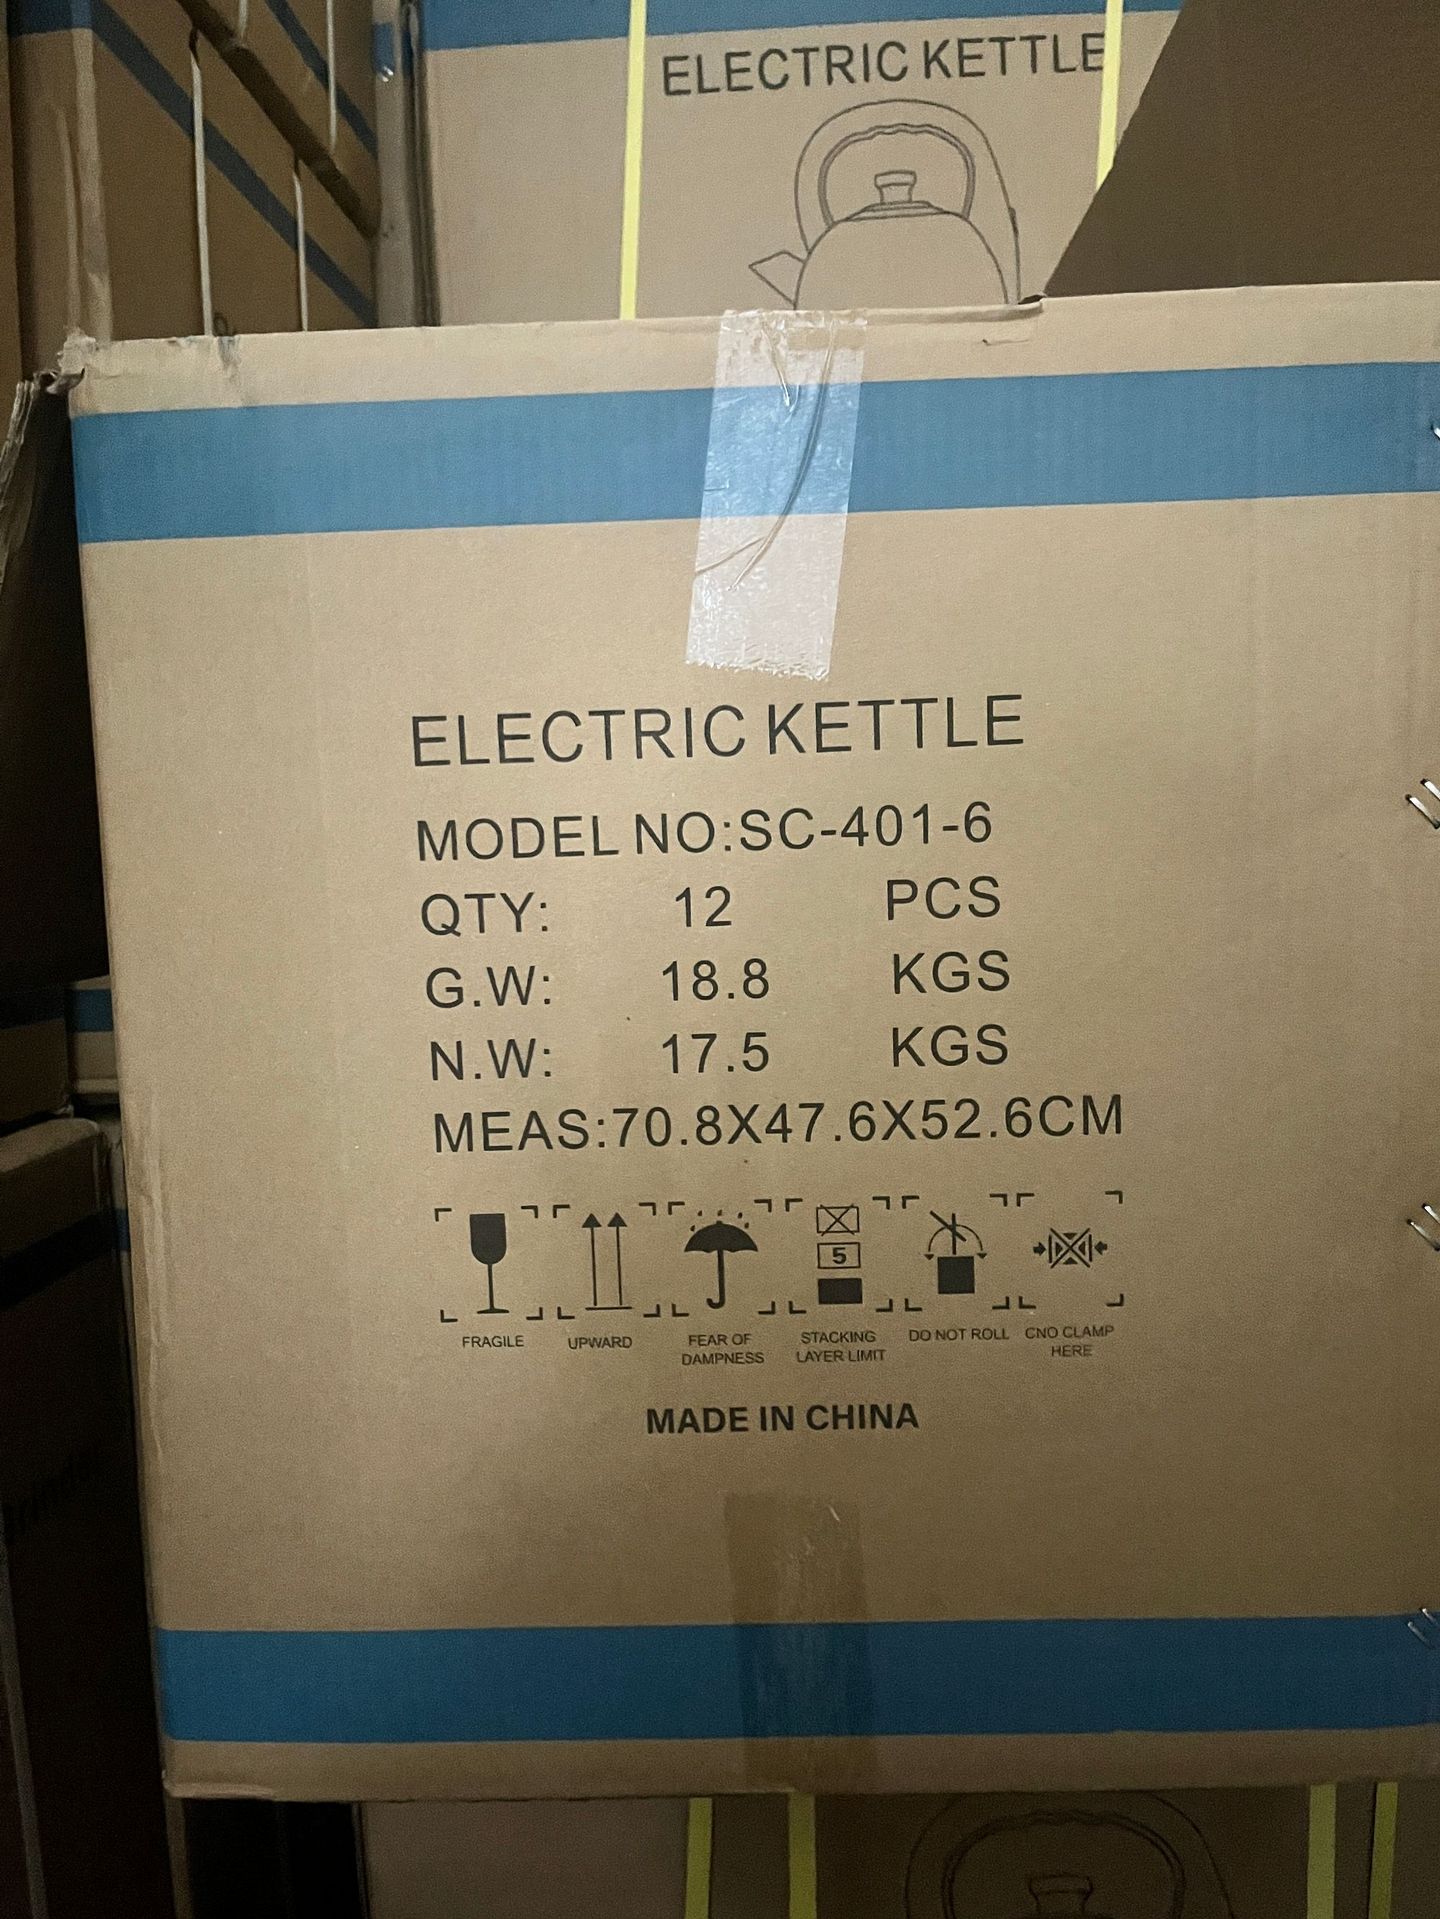 ELECTRIC KETTLE
ELECTRIC KETTLE
MODEL NO:SC-401-6
QTY: 12 PCS
G.W: 18.8 KGS
N.W: 17.5 KGS
MEAS:70.8X47.6X52.6CM
5
FRAGILE UPWARD FEAR OF STACKING DO NOT ROLL CNO CLAMP
DAMPNESS LAYER LIMIT HERE
MADE IN CHINA